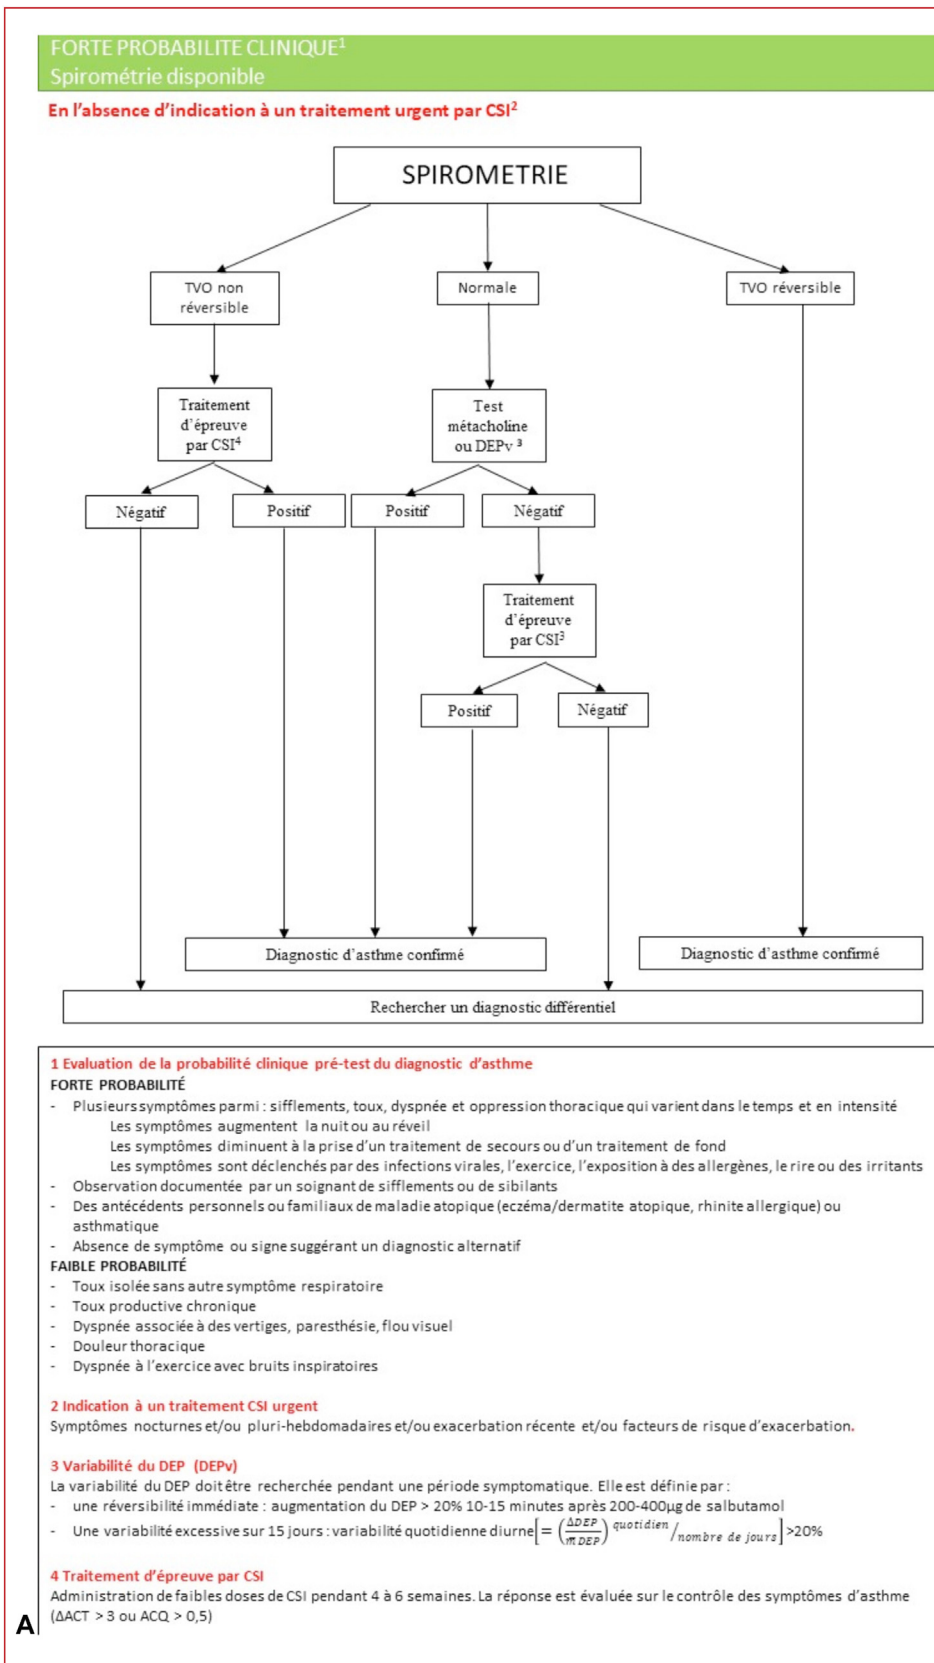 FORTE PROBABILITE CLINIQUE¹
Spirométrie disponible
En l’absence d’indication à un traitement urgent par CSI²
SPIROMETRIE
TVO non
réversible
Normale
TVO réversible
Traitement
d’épreuve
par CSI⁴
Test
métacholine
ou DEPv ³
Négatif
Positif
Positif
Négatif
Traitement
d’épreuve
par CSI³
Positif
Négatif
Diagnostic d’asthme confirmé
Diagnostic d’asthme confirmé
Rechercher un diagnostic différentiel
1 Evaluation de la probabilité clinique pré-test du diagnostic d’asthme
FORTE PROBABILITÉ
- Plusieurs symptômes parmi : sifflements, toux, dyspnée et oppression thoracique qui varient dans le temps et en intensité
Les symptômes augmentent la nuit ou au réveil
Les symptômes diminuent à la prise d’un traitement de secours ou d’un traitement de fond
Les symptômes sont déclenchés par des infections virales, l’exercice, l’exposition à des allergènes, le rire ou des irritants
- Observation documentée par un soignant de sifflements ou de sibilants
- Des antécédents personnels ou familiaux de maladie atopique (eczéma/dermatite atopique, rhinite allergique) ou
asthmatique
- Absence de symptôme ou signe suggérant un diagnostic alternatif
FAIBLE PROBABILITÉ
- Toux isolée sans autre symptôme respiratoire
- Toux productive chronique
- Dyspnée associée à des vertiges, paresthésie, flou visuel
- Douleur thoracique
- Dyspnée à l’exercice avec bruits inspiratoires
2 Indication à un traitement CSI urgent
Symptômes nocturnes et/ou pluri-hebdomadaires et/ou exacerbation récente et/ou facteurs de risque d’exacerbation.
3 Variabilité du DEP (DEPv)
La variabilité du DEP doit être recherchée pendant une période symptomatique. Elle est définie par :
- une réversibilité immédiate : augmentation du DEP > 20% 10-15 minutes après 200-400µg de salbutamol
- Une variabilité excessive sur 15 jours : variabilité quotidienne diurne[= (ΔDEP/m̄ DEP) quotidien/nombre de jours] >20%
4 Traitement d’épreuve par CSI
Administration de faibles doses de CSI pendant 4 à 6 semaines. La réponse est évaluée sur le contrôle des symptômes d’asthme
(ΔACT > 3 ou ACQ > 0,5)
A